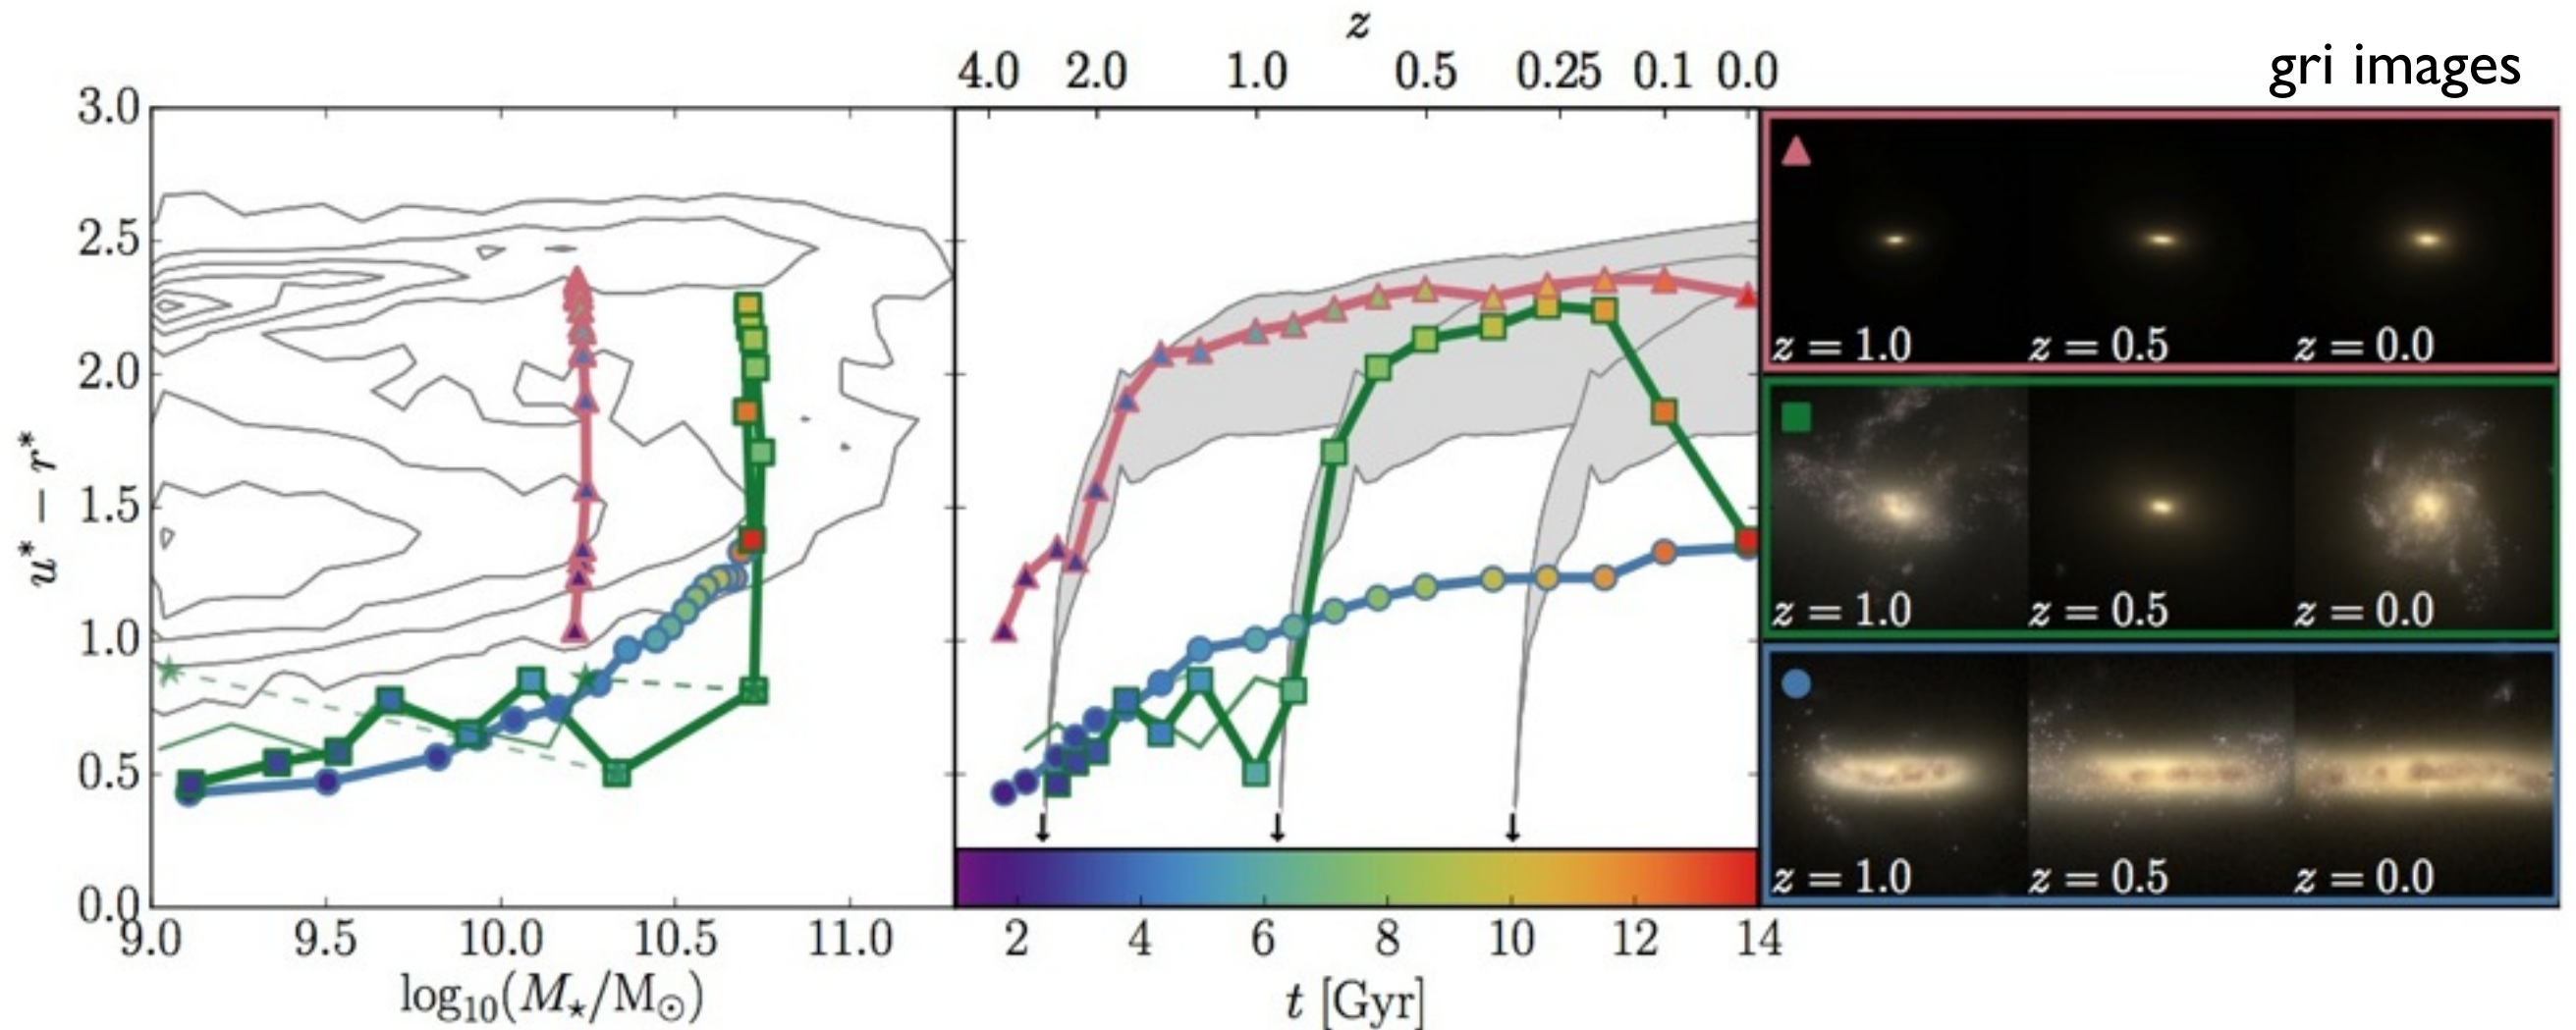 z
4.0 2.0 1.0 0.5 0.25 0.1 0.0
gri images
3.0
2.5
2.0
1.5
1.0
0.5
0.0
u* − r*
9.0 9.5 10.0 10.5 11.0
log₁₀(M⋆/M☉)
2 4 6 8 10 12 14
t [Gyr]
z = 1.0 z = 0.5 z = 0.0
z = 1.0 z = 0.5 z = 0.0
z = 1.0 z = 0.5 z = 0.0